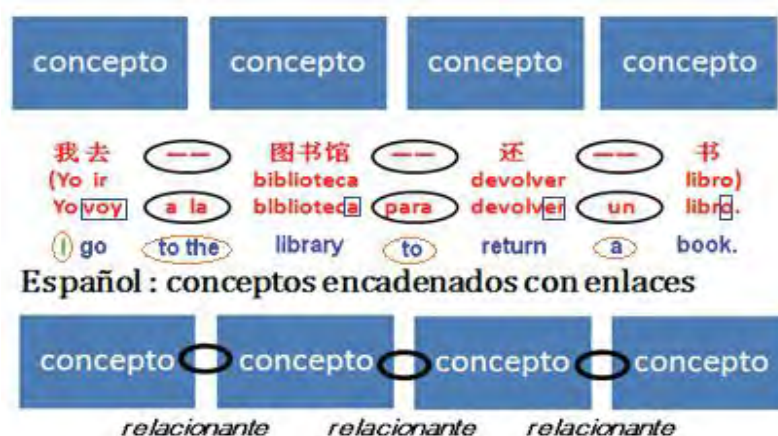 concepto concepto concepto concepto
我去 —— 图书馆 —— 还 —— 书
(Yo ir biblioteca devolver libro)
Yo voy a la biblioteca para devolver un libro.
I go to the library to return a book.
Español : conceptos encadenados con enlaces
concepto concepto concepto concepto
relacionante relacionante relacionante